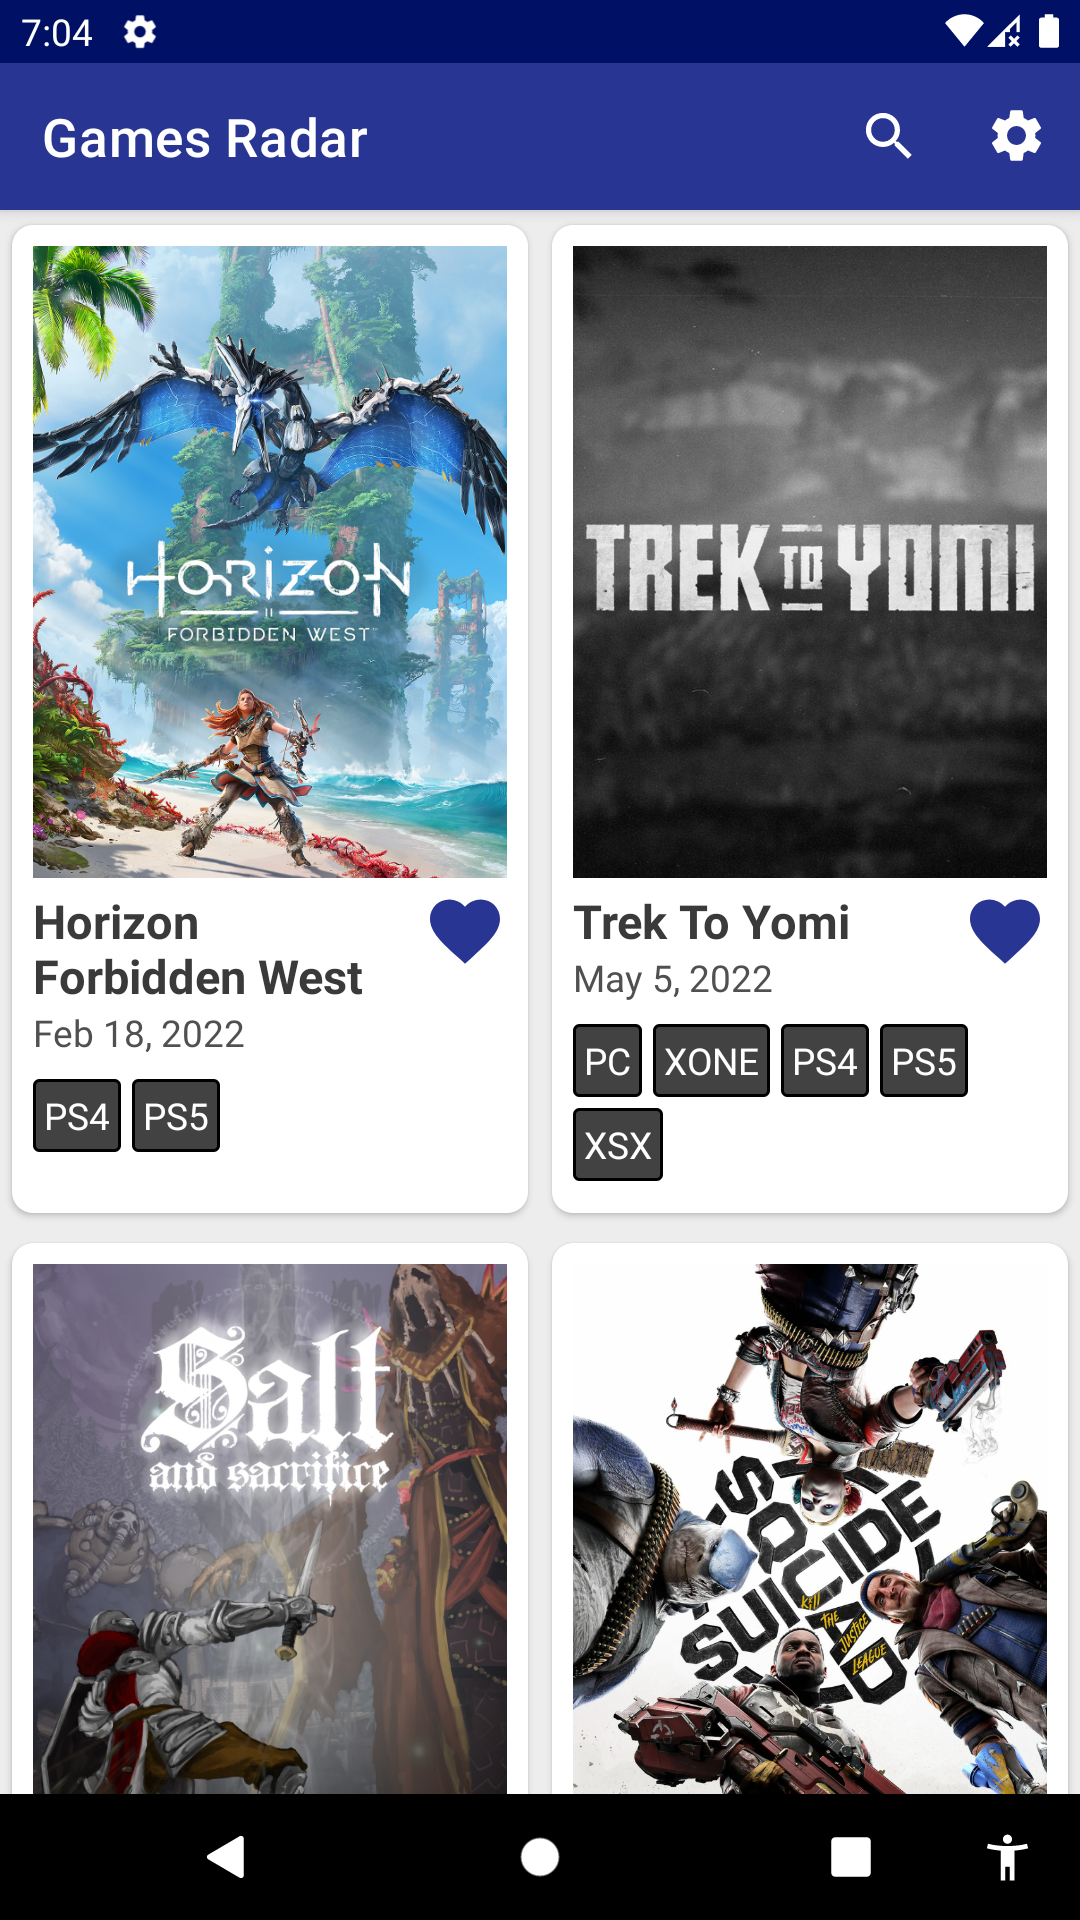 7:04
Games Radar
HORIZON
FORBIDDEN WEST
TREK TO YOMI
Horizon
Forbidden West
Feb 18, 2022
PS4 PS5
Trek To Yomi
May 5, 2022
PC XONE PS4 PS5
XSX
Salt
and sacrifice
SUICIDE
Kill
THE
JUSTICE
LEAGUE